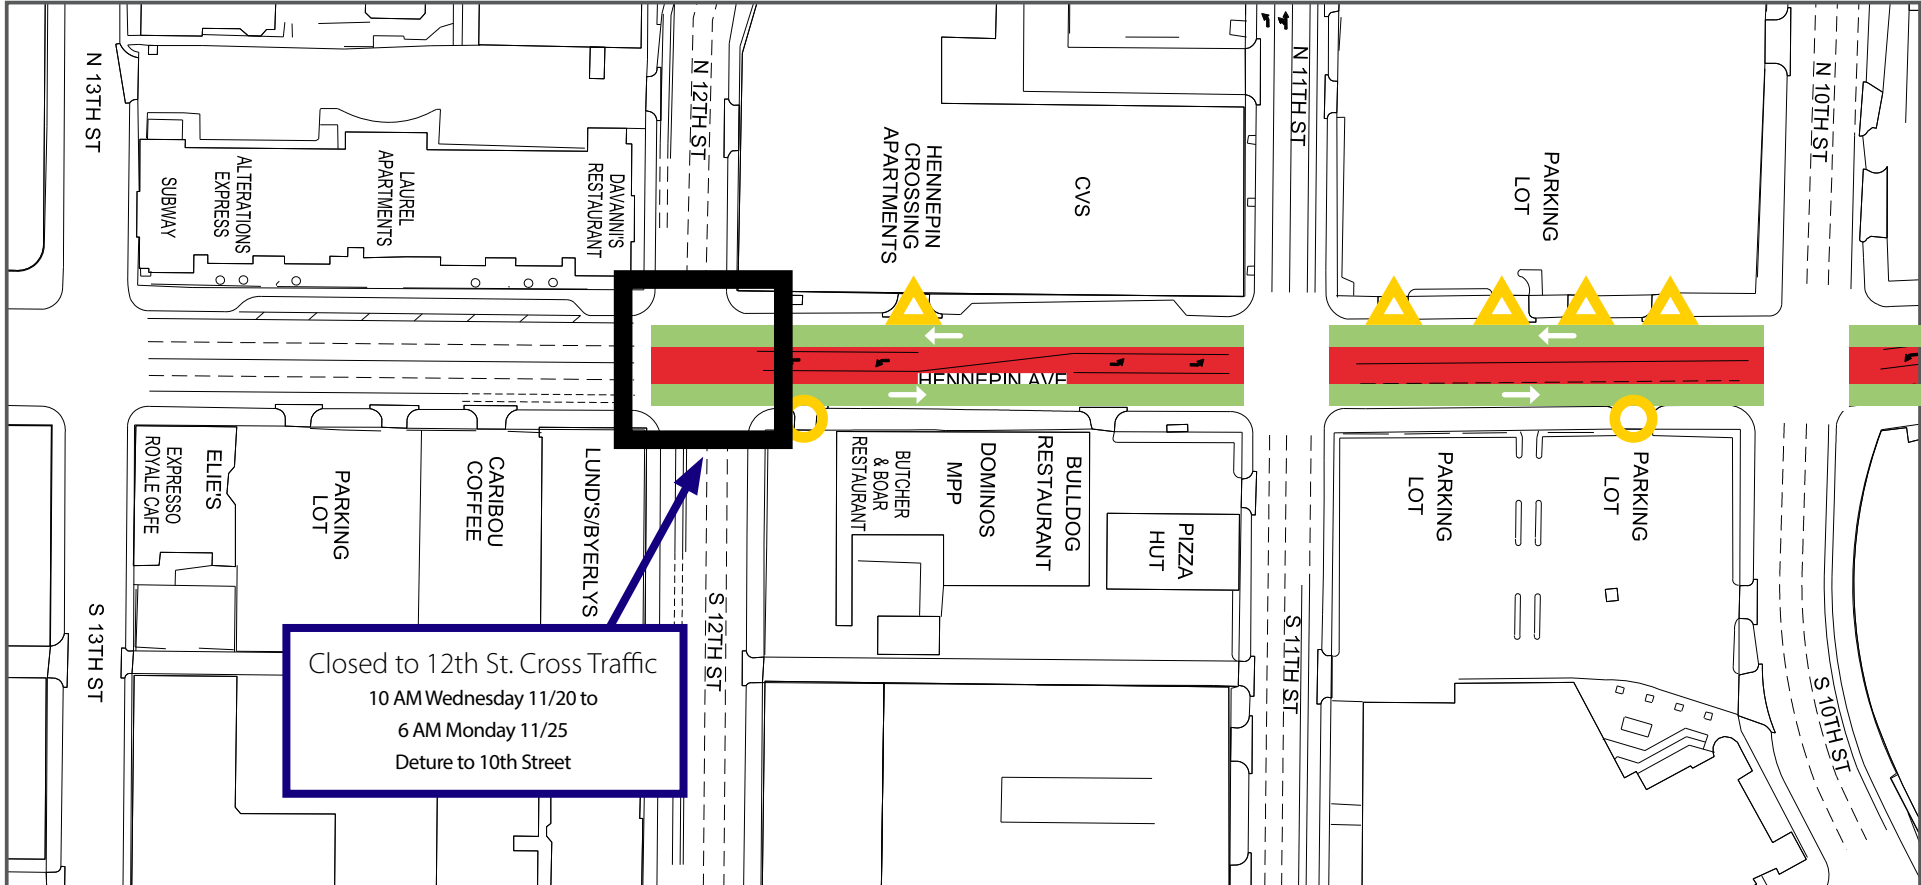 N 13TH ST
N 12TH ST
N 11TH ST
N 10TH ST
SUBWAY
ALTERATIONS
EXPRESS
LAUREL
APARTMENTS
DAVANNI'S
RESTAURANT
HENNEPIN
CROSSING
APARTMENTS
CVS
PARKING
LOT
HENNEPIN AVE
EXPRESSO
ROYALE CAFE
ELIE'S
PARKING
LOT
CARIBOU
COFFEE
LUND'S/BYERLYS
BUTCHER
& BOAR
RESTAURANT
MPP
DOMINOS
BULLDOG
RESTAURANT
PIZZA
HUT
PARKING
LOT
PARKING
LOT
S 13TH ST
S 12TH ST
S 11TH ST
S 10TH ST
Closed to 12th St. Cross Traffic
10 AM Wednesday 11/20 to
6 AM Monday 11/25
Deture to 10th Street